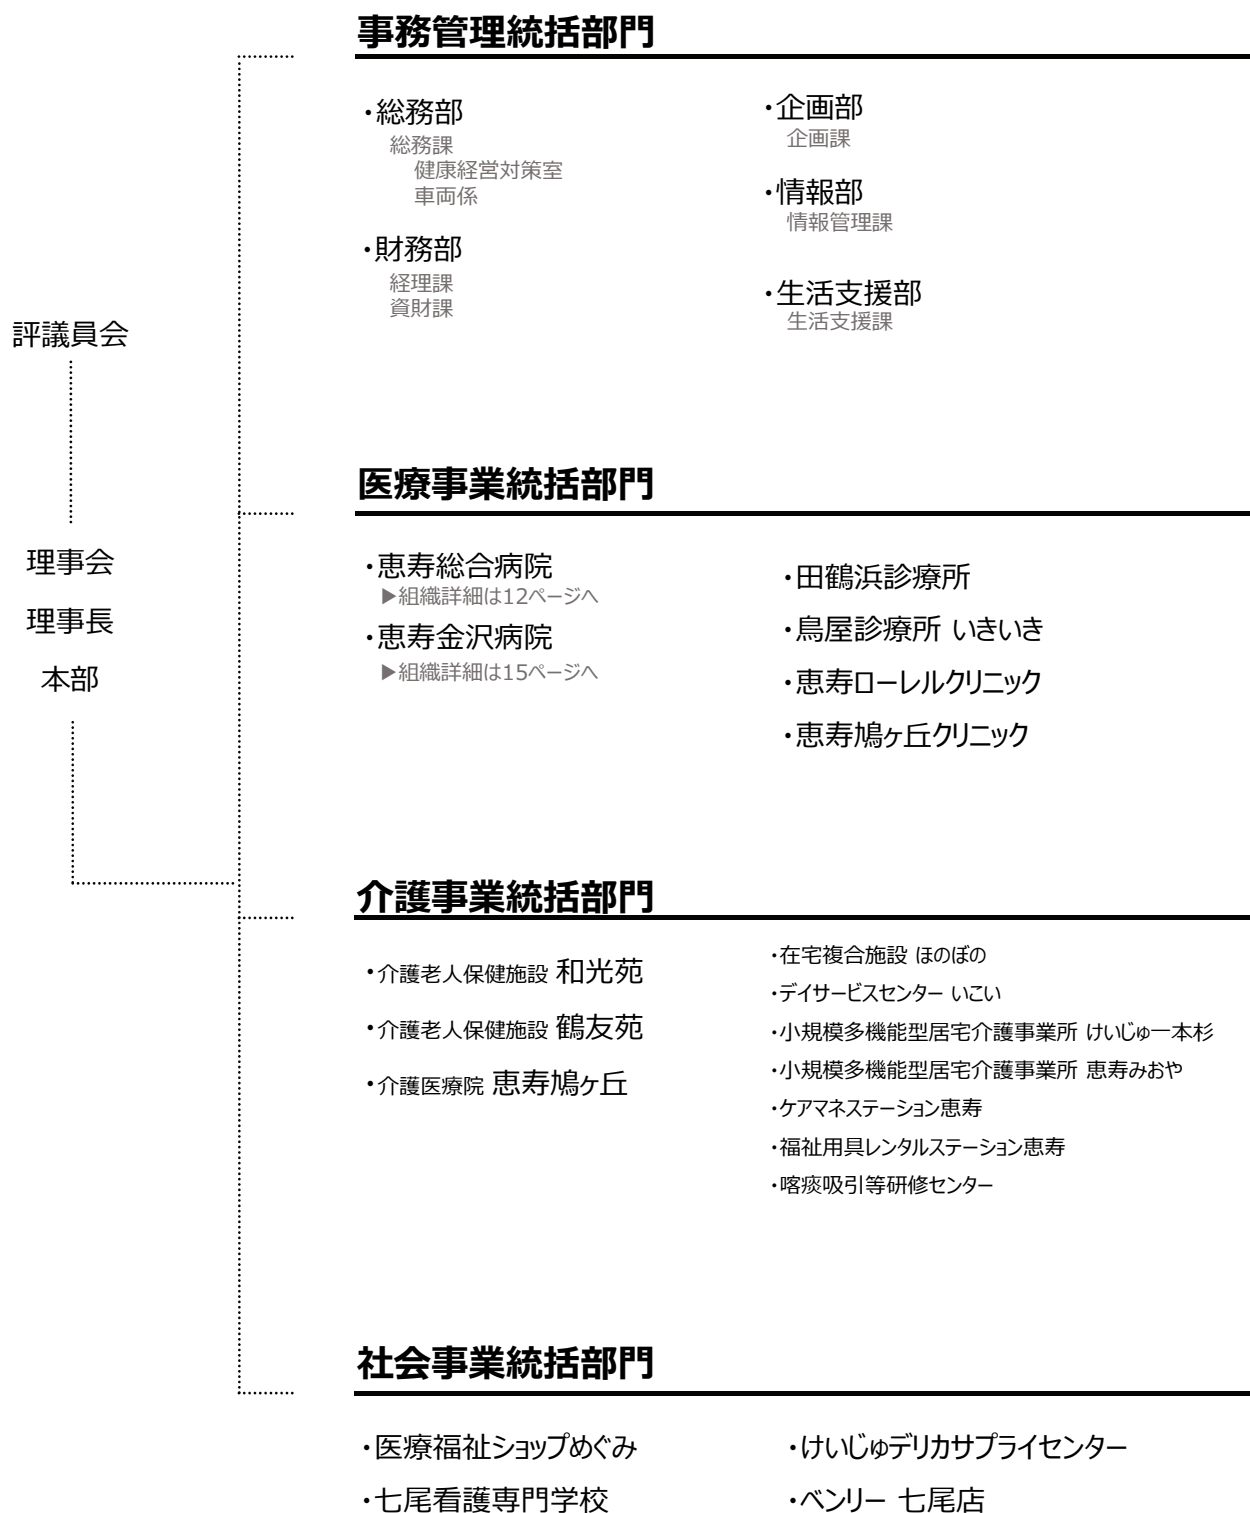 評議員会
理事会
理事長
本部
事務管理統括部門
・総務部
総務課
健康経営対策室
車両係
・財務部
経理課
資財課
・企画部
企画課
・情報部
情報管理課
・生活支援部
生活支援課
医療事業統括部門
・恵寿総合病院
▶組織詳細は12ページへ
・恵寿金沢病院
▶組織詳細は15ページへ
・田鶴浜診療所
・鳥屋診療所 いきいき
・恵寿ローレルクリニック
・恵寿鳩ヶ丘クリニック
介護事業統括部門
・介護老人保健施設 和光苑
・介護老人保健施設 鶴友苑
・介護医療院 恵寿鳩ヶ丘
・在宅複合施設 ほのぼの
・デイサービスセンター いこい
・小規模多機能型居宅介護事業所 けいじゅ一本杉
・小規模多機能型居宅介護事業所 恵寿みおや
・ケアマネステーション恵寿
・福祉用具レンタルステーション恵寿
・喀痰吸引等研修センター
社会事業統括部門
・医療福祉ショップめぐみ
・七尾看護専門学校
・けいじゅデリカサプライセンター
・ベンリー 七尾店